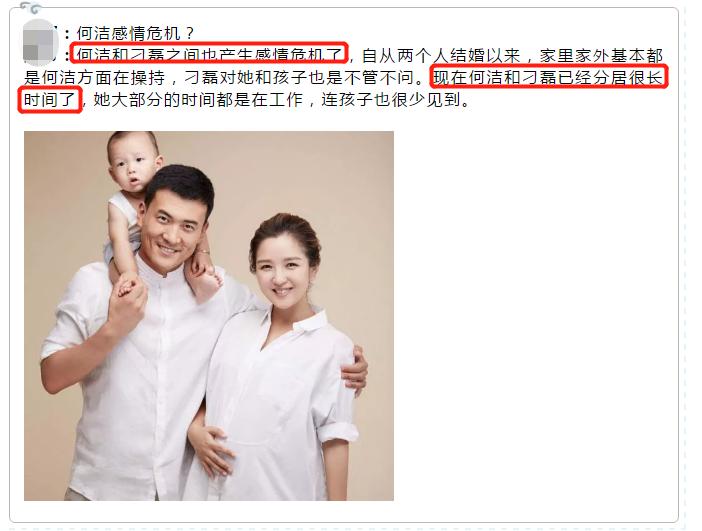 ：何洁感情危机？
：何洁和刁磊之间也产生感情危机了，自从两个人结婚以来，家里家外基本都
是何洁方面在操持，刁磊对她和孩子也是不管不问。现在何洁和刁磊已经分居很长
时间了，她大部分的时间都是在工作，连孩子也很少见到。